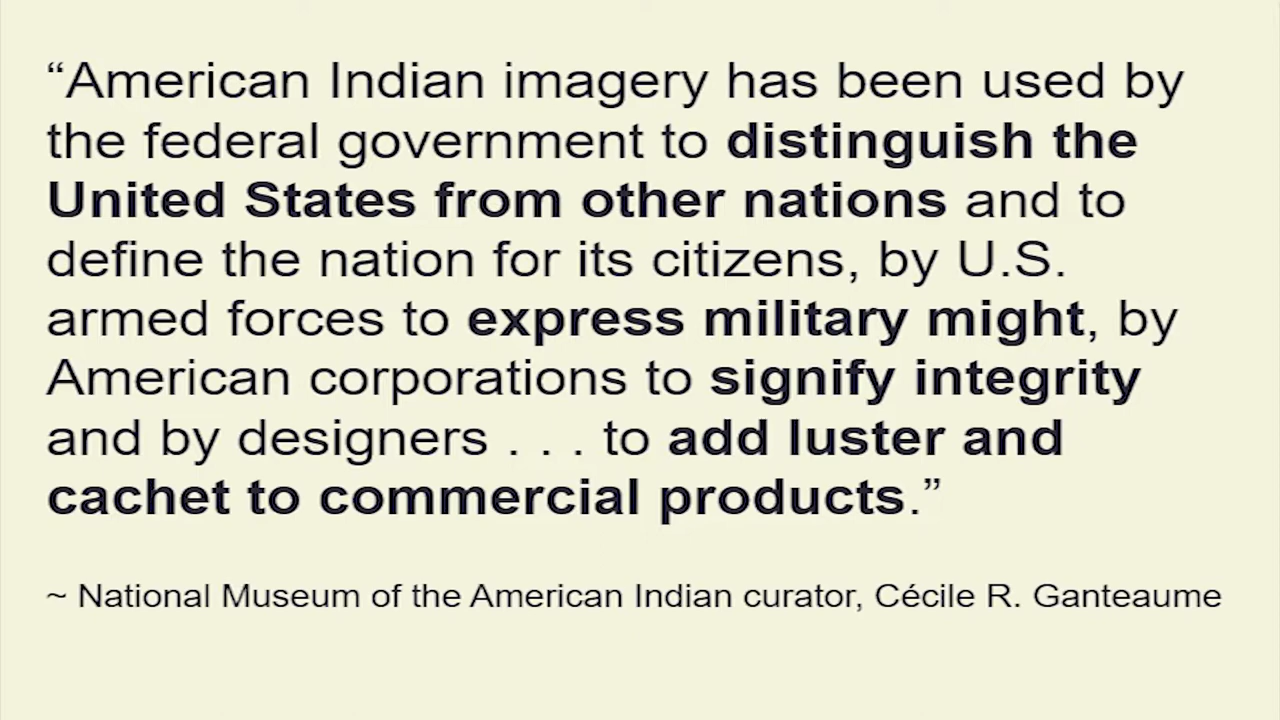 “American Indian imagery has been used by
the federal government to distinguish the
United States from other nations and to
define the nation for its citizens, by U.S.
armed forces to express military might, by
American corporations to signify integrity
and by designers . . . to add luster and
cachet to commercial products.”
~ National Museum of the American Indian curator, Cécile R. Ganteaume